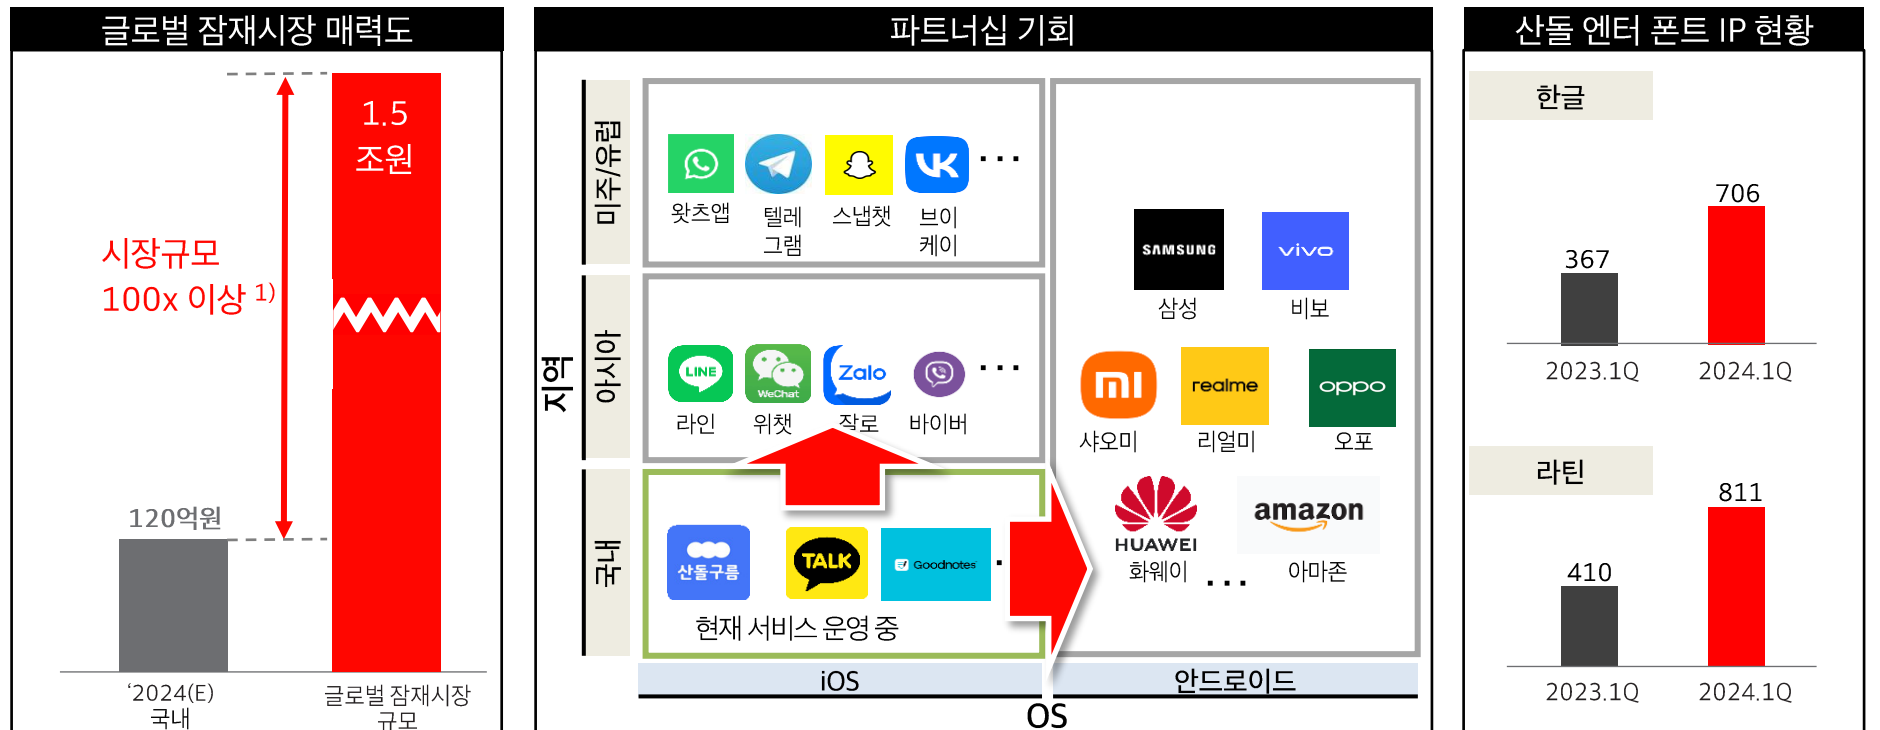 글로벌 잠재시장 매력도
1.5
조원
시장규모
100x 이상 1)
120억원
‘2024(E)
국내
글로벌 잠재시장
규모
파트너십 기회
지역
미주/유럽
왓츠앱
텔레
그램
스냅챗
VK
브이
케이
...
아시아
LINE
라인
WeChat
위챗
Zalo
잘로
바이버
...
국내
산돌구름
TALK
Goodnotes
현재 서비스 운영 중
SAMSUNG
삼성
vivo
비보
mi
샤오미
realme
리얼미
oppo
오포
HUAWEI
화웨이
...
amazon
아마존
iOS
안드로이드
OS
산돌 엔터 폰트 IP 현황
한글
367
706
2023.1Q
2024.1Q
라틴
410
811
2023.1Q
2024.1Q